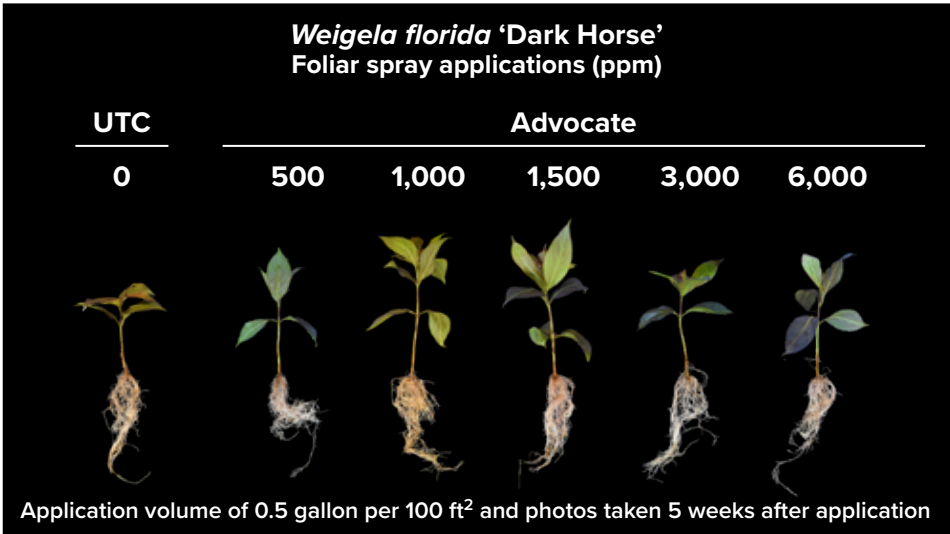 Weigela florida ‘Dark Horse’
Foliar spray applications (ppm)
UTC Advocate
0 500 1,000 1,500 3,000 6,000
Application volume of 0.5 gallon per 100 ft² and photos taken 5 weeks after application